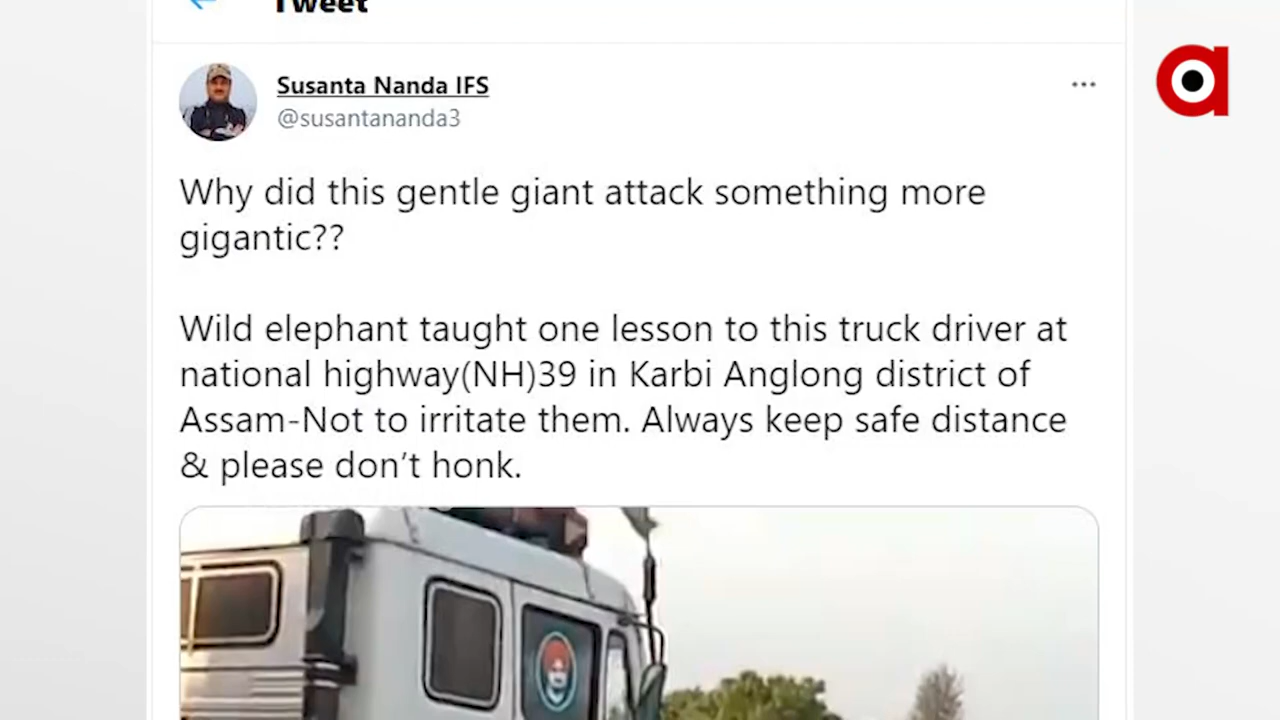 Tweet
Susanta Nanda IFS
@susantananda3
Why did this gentle giant attack something more
gigantic??
Wild elephant taught one lesson to this truck driver at
national highway(NH)39 in Karbi Anglong district of
Assam-Not to irritate them. Always keep safe distance
& please don’t honk.